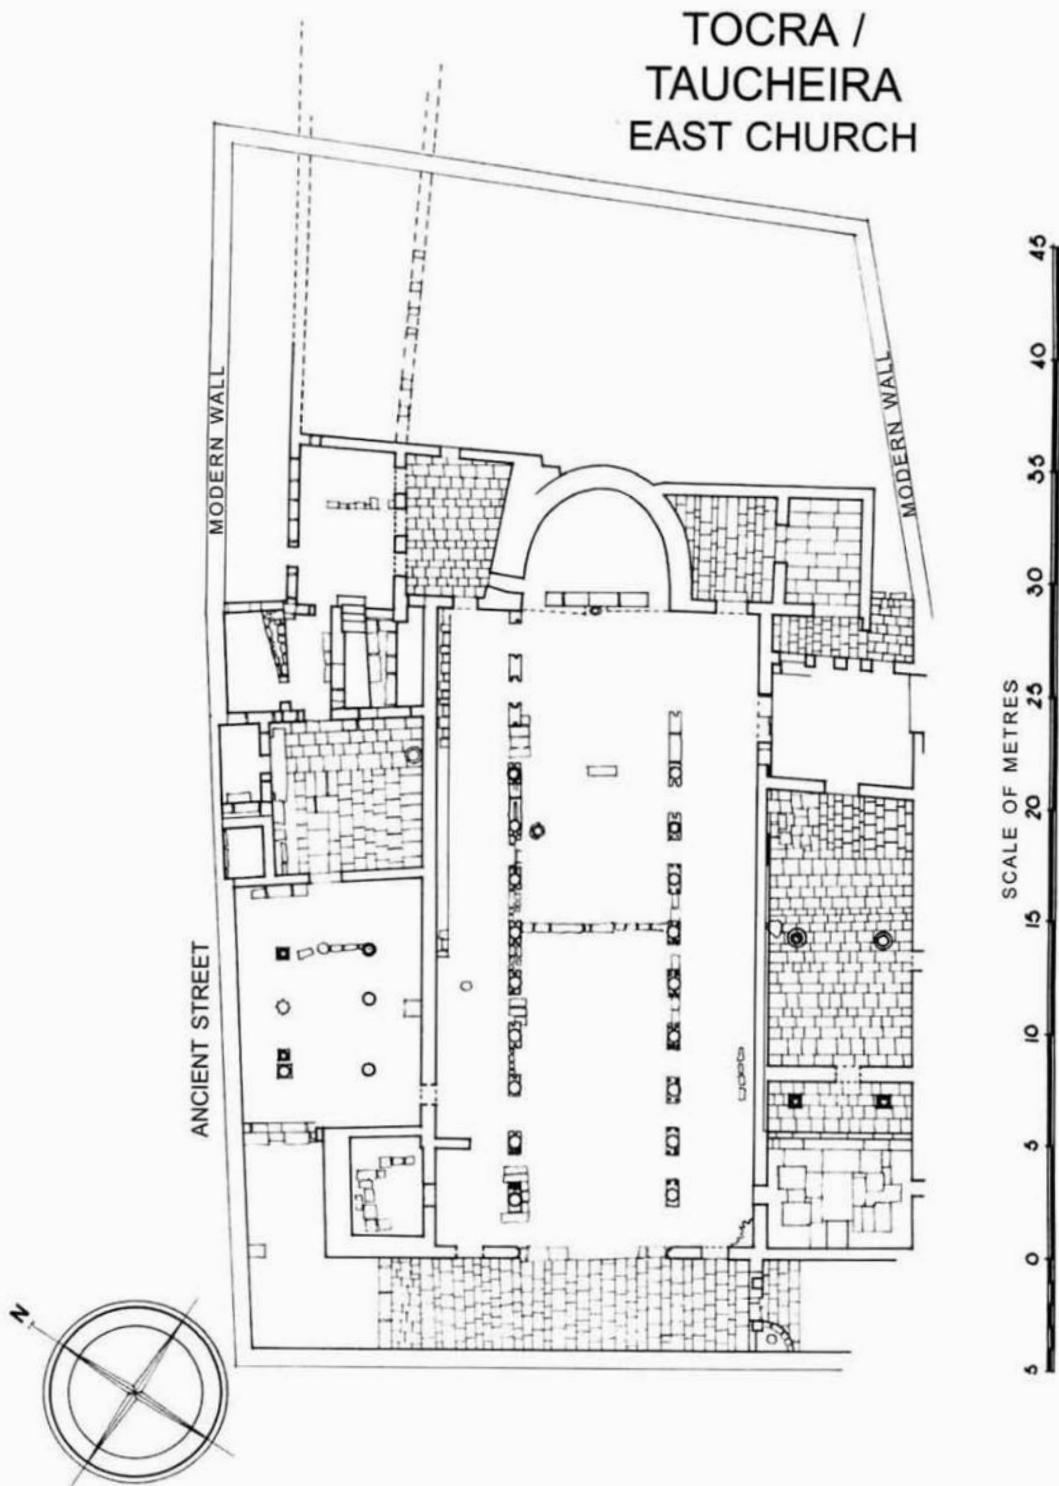 TOCRA /
TAUCHEIRA
EAST CHURCH
MODERN WALL
MODERN WALL
ANCIENT STREET
N
SCALE OF METRES
45
40
35
30
25
20
15
10
5
0
5